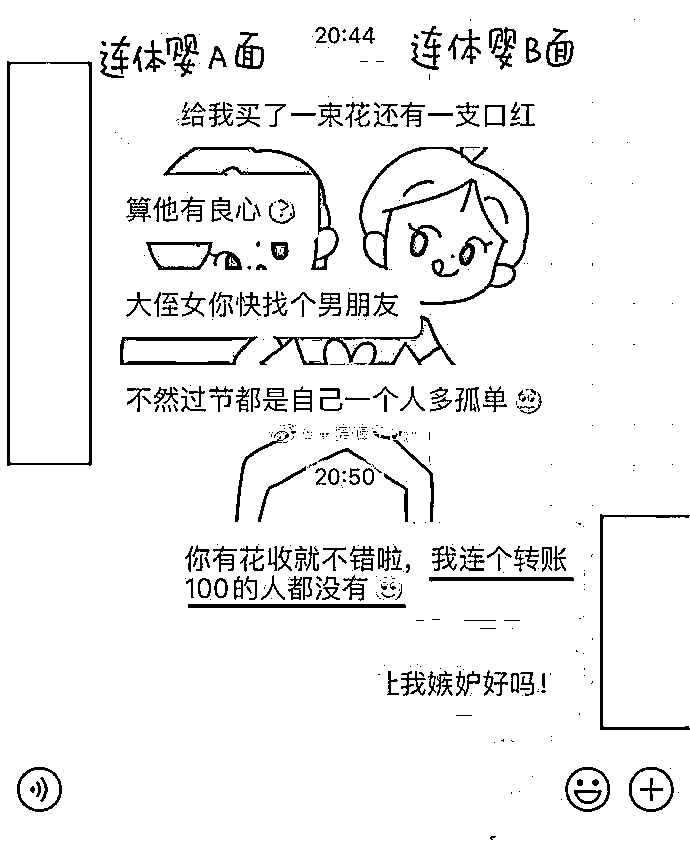 连体婴A面
20:44
连体婴B面
给我买了一束花还有一支口红
算他有良心
大侄女你快找个男朋友
不然过节都是自己一个人多孤单
20:50
你有花收就不错啦，我连个转账
100的人都没有
我嫉妒好吗！